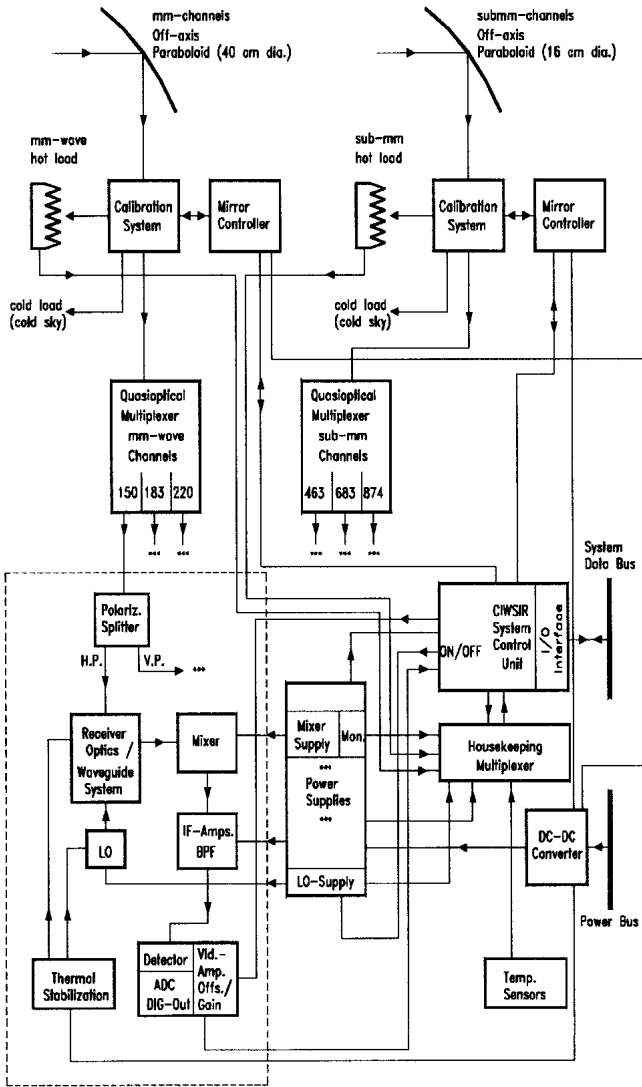 mm-channels
Off-axis
Paraboloid (40 cm dia.)
submm-channels
Off-axis
Paraboloid (16 cm dia.)
mm-wave
hot load
sub-mm
hot load
Calibration
System
Mirror
Controller
Calibration
System
Mirror
Controller
cold load
(cold sky)
cold load
(cold sky)
Quasioptical
Multiplexer
mm-wave
Channels
150 183 220
Quasioptical
Multiplexer
sub-mm
Channels
463 683 874
System
Data Bus
Polariz.
Splitter
H.P.
V.P.
CIWSIR
System
Control
Unit
ON/OFF
I/O
Interface
Receiver
Optics /
Waveguide
System
Mixer
Mixer
Supply
Mon.
Power
Supplies
LO-Supply
Housekeeping
Multiplexer
LO
IF-Amps.
BPF
DC-DC
Converter
Power Bus
Thermal
Stabilization
Detector
ADC
DIG-Out
Vid.-
Amp.
Offs./
Gain
Temp.
Sensors